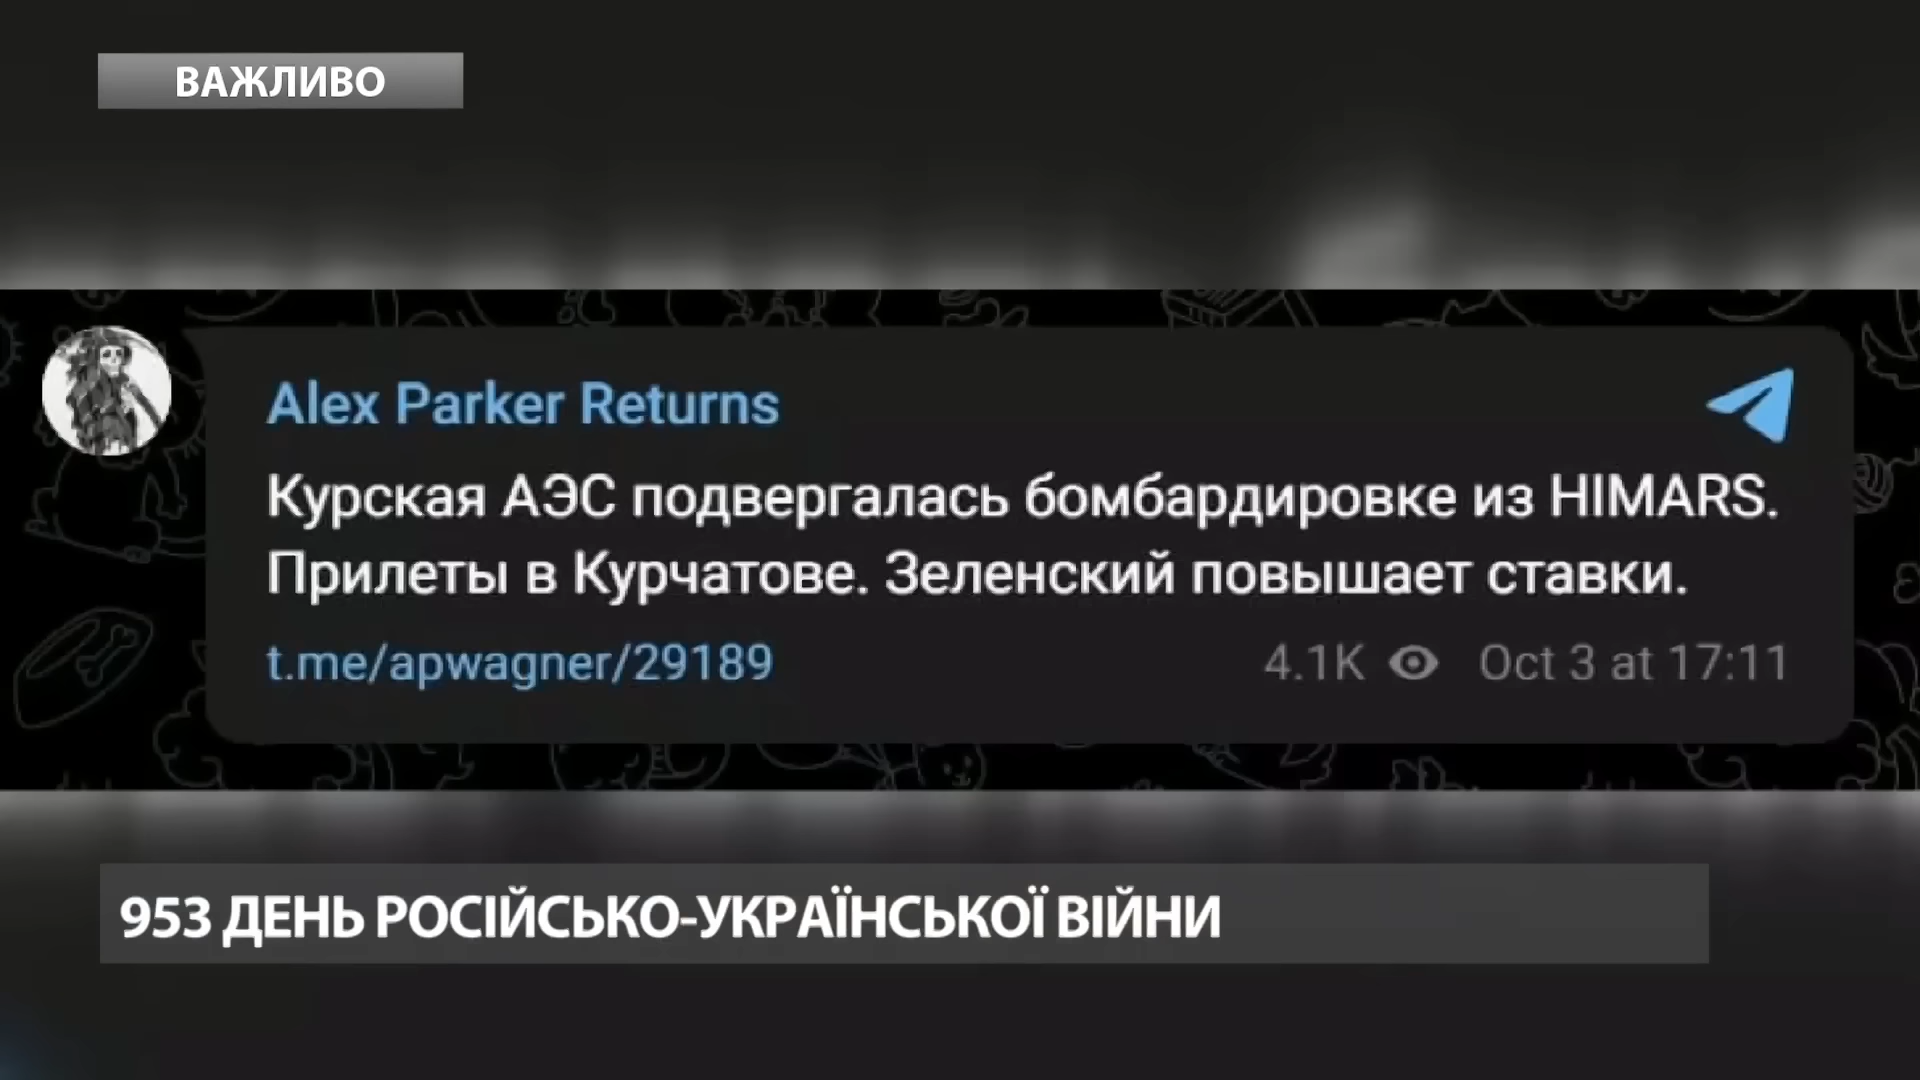 ВАЖЛИВО
Alex Parker Returns
Курская АЭС подвергалась бомбардировке из HIMARS.
Прилеты в Курчатове. Зеленский повышает ставки.
t.me/apwagner/29189 4.1K Oct 3 at 17:11
953 ДЕНЬ РОСІЙСЬКО-УКРАЇНСЬКОЇ ВІЙНИ